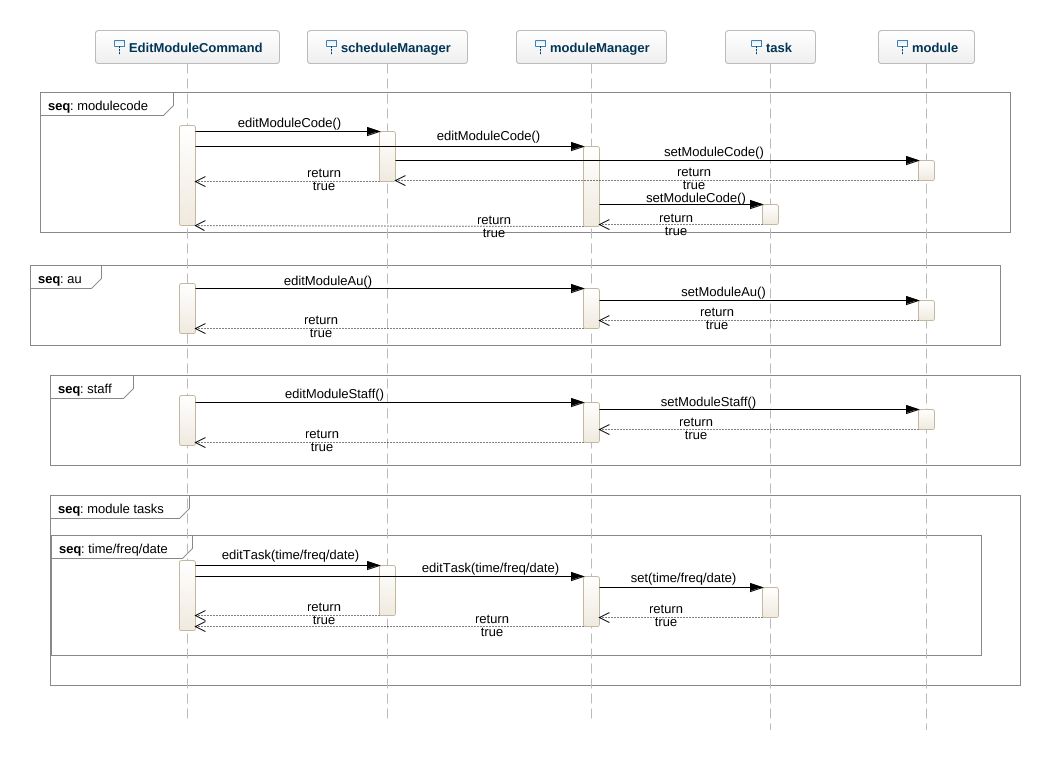 EditModuleCommand
scheduleManager
moduleManager
task
module
seq: modulecode
editModuleCode()
editModuleCode()
setModuleCode()
return
true
return
true
setModuleCode()
return
true
return
true
seq: au
editModuleAu()
setModuleAu()
return
true
return
true
seq: staff
editModuleStaff()
setModuleStaff()
return
true
return
true
seq: module tasks
seq: time/freq/date
editTask(time/freq/date)
editTask(time/freq/date)
set(time/freq/date)
return
true
return
true
return
true